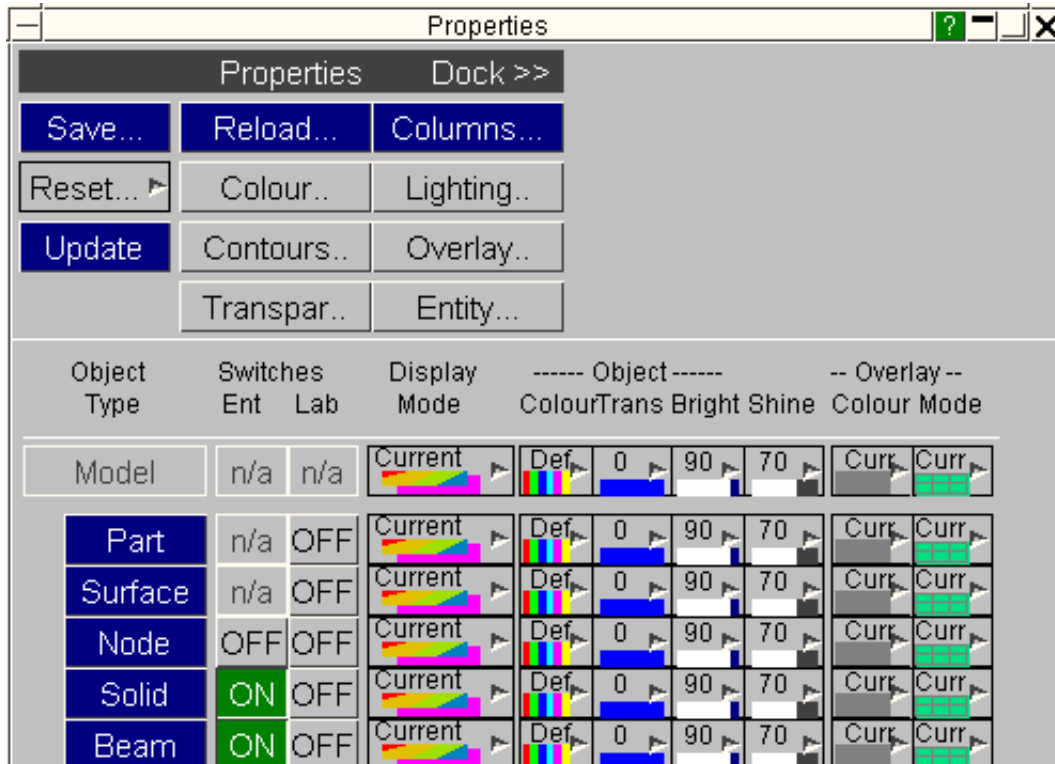 Properties ?
Properties Dock >>
Save... Reload... Columns...
Reset... Colour.. Lighting..
Update Contours.. Overlay..
Transpar.. Entity...
Object Switches Display ------ Object ------ -- Overlay --
Type Ent Lab Mode Colour Trans Bright Shine Colour Mode
Model n/a n/a Current Def 0 90 70 Curr Curr
Part n/a OFF Current Def 0 90 70 Curr Curr
Surface n/a OFF Current Def 0 90 70 Curr Curr
Node OFF OFF Current Def 0 90 70 Curr Curr
Solid ON OFF Current Def 0 90 70 Curr Curr
Beam ON OFF Current Def 0 90 70 Curr Curr